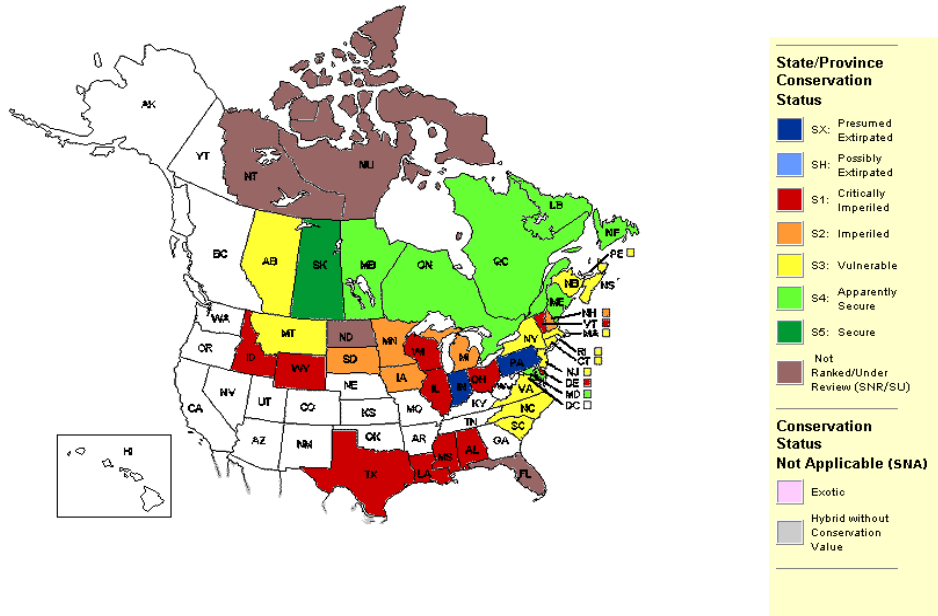 AK
YT
NT
NU
BC
AB
SK
MB
ON
QC
LB
NF
PE
NB
NS
ME
WA
MT
ND
MN
OR
ID
WY
SD
WI
MI
NY
NH
VT
MA
RI
CT
NJ
DE
MD
DC
NV
UT
CO
NE
IA
IL
IN
OH
PA
WV
VA
CA
AZ
NM
KS
MO
KY
NC
TN
SC
OK
AR
TX
LA
MS
AL
GA
FL
HI
State/Province
Conservation
Status
SX: Presumed
Extirpated
SH: Possibly
Extirpated
S1: Critically
Imperiled
S2: Imperiled
S3: Vulnerable
S4: Apparently
Secure
S5: Secure
Not
Ranked/Under
Review (SNR/SU)
Conservation
Status
Not Applicable (SNA)
Exotic
Hybrid without
Conservation
Value